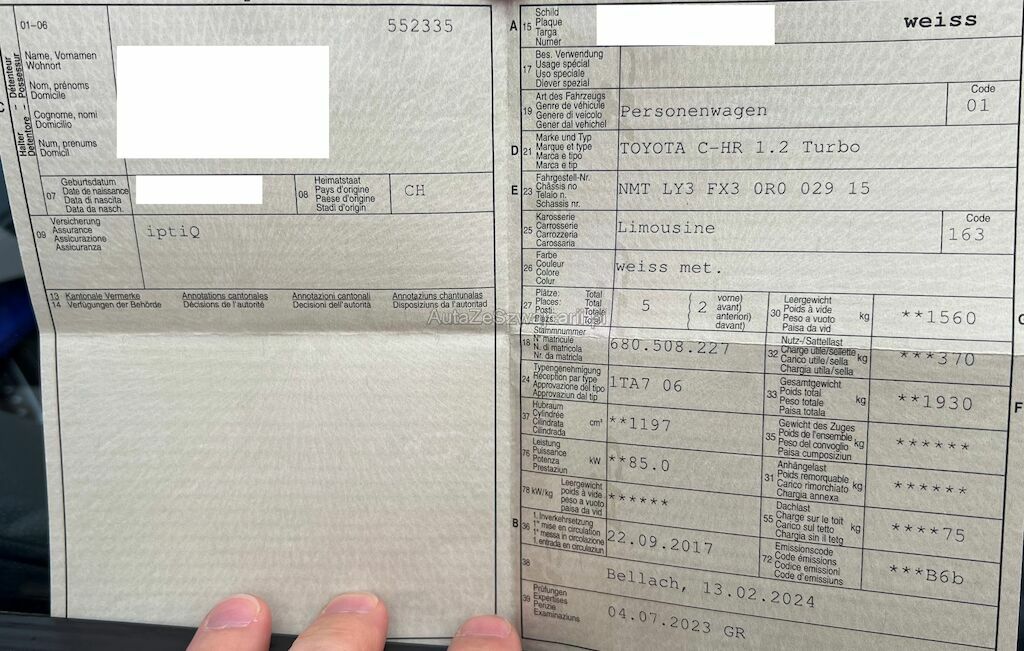 01-06
552335
Name, Vornamen
Wohnort
Nom, prénoms
Domicile
Cognome, nomi
Domicilio
Num, prenums
Domicil
Halter - Détenteur
Detentore - Possessur
07
Geburtsdatum
Date de naissance
Data di nascita
Data da nasch.
08
Heimatstaat
Pays d'origine
Paese d'origine
Stadi d'origin
CH
09
Versicherung
Assurance
Assicurazione
Assicuranza
iptiQ
13 Kantonale Vermerke
14 Verfügungen der Behörde
Annotations cantonales
Décisions de l'autorité
Annotazioni cantonali
Decisioni dell'autorità
Annotaziuns chantunalas
Disposiziuns da l'autoritad
A
15
Schild
Plaque
Targa
Numer
weiss
17
Bes. Verwendung
Usage spécial
Uso speciale
Diever spezial
19
Art des Fahrzeugs
Genre de véhicule
Genere di veicolo
Gener dal vehichel
Personenwagen
Code
01
D
21
Marke und Typ
Marque et type
Marca e tipo
Marca e tip
TOYOTA C-HR 1.2 Turbo
E
23
Fahrgestell-Nr.
Châssis no
Telaio n.
Schassis nr.
NMT LY3 FX3 0R0 029 15
25
Karosserie
Carrosserie
Carrozzeria
Carossaria
Limousine
Code
163
26
Farbe
Couleur
Colore
Colur
weiss met.
27
Plätze: Total
Places: Total
Posti: Totale
Total
5
( 2
vorne)
avant)
anteriori)
davant)
30
Leergewicht
Poids à vide
Peso a vuoto
Paisa da vid
kg
**1560
18
Stammnummer
N° matricule
N. di matricola
Nr. da matricla
680.508.227
32
Nutz-/Sattellast
Charge utile/sellette
Carico utile/sella
Chargia utila/sella
kg
***370
24
Typengenehmigung
Réception par type
Approvazione del tipo
Approvaziun dal tip
1TA7 06
33
Gesamtgewicht
Poids total
Peso totale
Paisa totala
kg
**1930
F
37
Hubraum
Cylindrée
Cilindrata
Cilindrada
cm³
**1197
35
Gewicht des Zuges
Poids de l'ensemble
Peso del convoglio
Paisa cumposiziun
kg
******
76
Leistung
Puissance
Potenza
Prestaziun
kW
**85.0
31
Anhängelast
Poids remorquable
Carico rimorchiato
Chargia annexa
kg
******
78 kW/kg
Leergewicht
poids à vide
peso a vuoto
paisa da vid
******
55
Dachlast
Charge sur le toit
Carico sul tetto
Chargia sin il tetg
kg
****75
B
36
1. Inverkehrsetzung
1re mise en circulation
1a messa in circolazione
1. entrada en circulaziun
22.09.2017
72
Emissionscode
Code émissions
Codice emissioni
Code d'emissiuns
***B6b
38
Bellach, 13.02.2024
39
Prüfungen
Expertises
Perizie
Examinaziuns
04.07.2023 GR